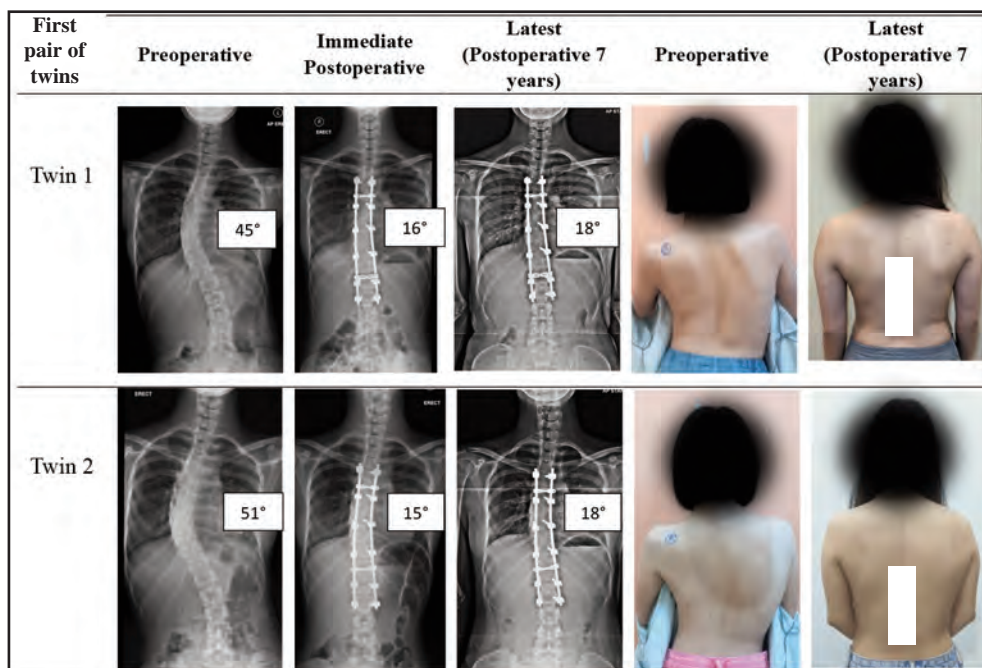 First
pair of
twins
Preoperative
Immediate
Postoperative
Latest
(Postoperative 7
years)
Preoperative
Latest
(Postoperative 7
years)
Twin 1
ERECT
45°
16°
18°
Twin 2
ERECT
ERECT
51°
15°
18°